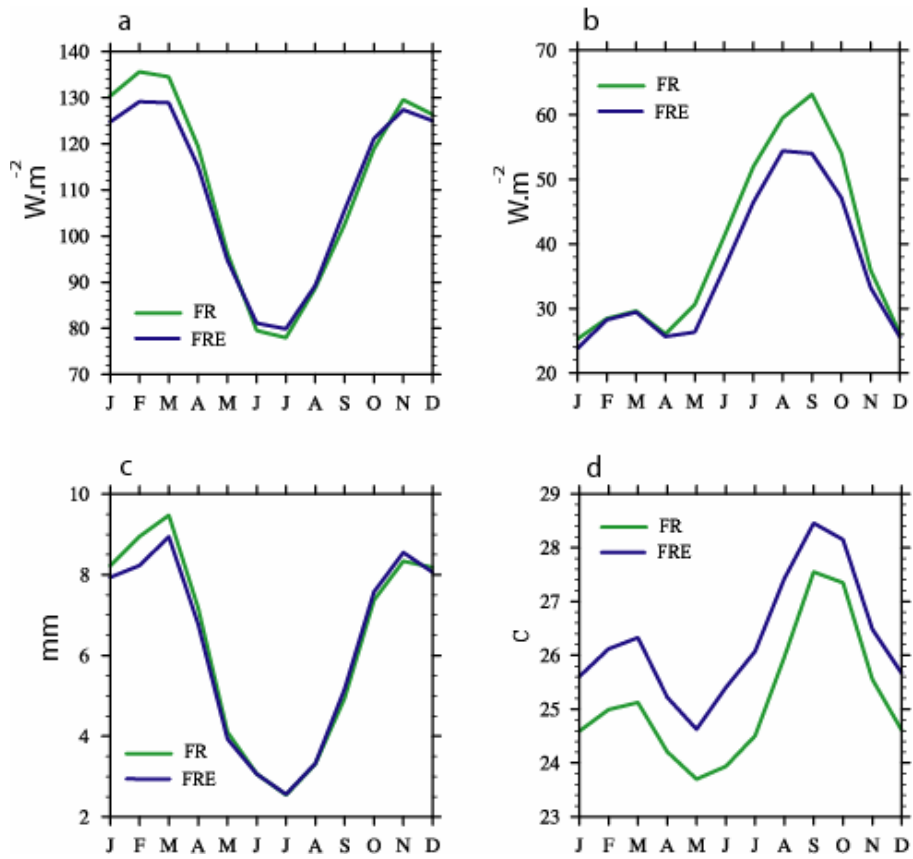 a
140
130
120
110
100
90
80
70
W.m-2
FR
FRE
J F M A M J J A S O N D
b
70
60
50
40
30
20
W.m-2
FR
FRE
J F M A M J J A S O N D
c
10
8
6
4
2
mm
FR
FRE
J F M A M J J A S O N D
d
29
28
27
26
25
24
23
C
FR
FRE
J F M A M J J A S O N D